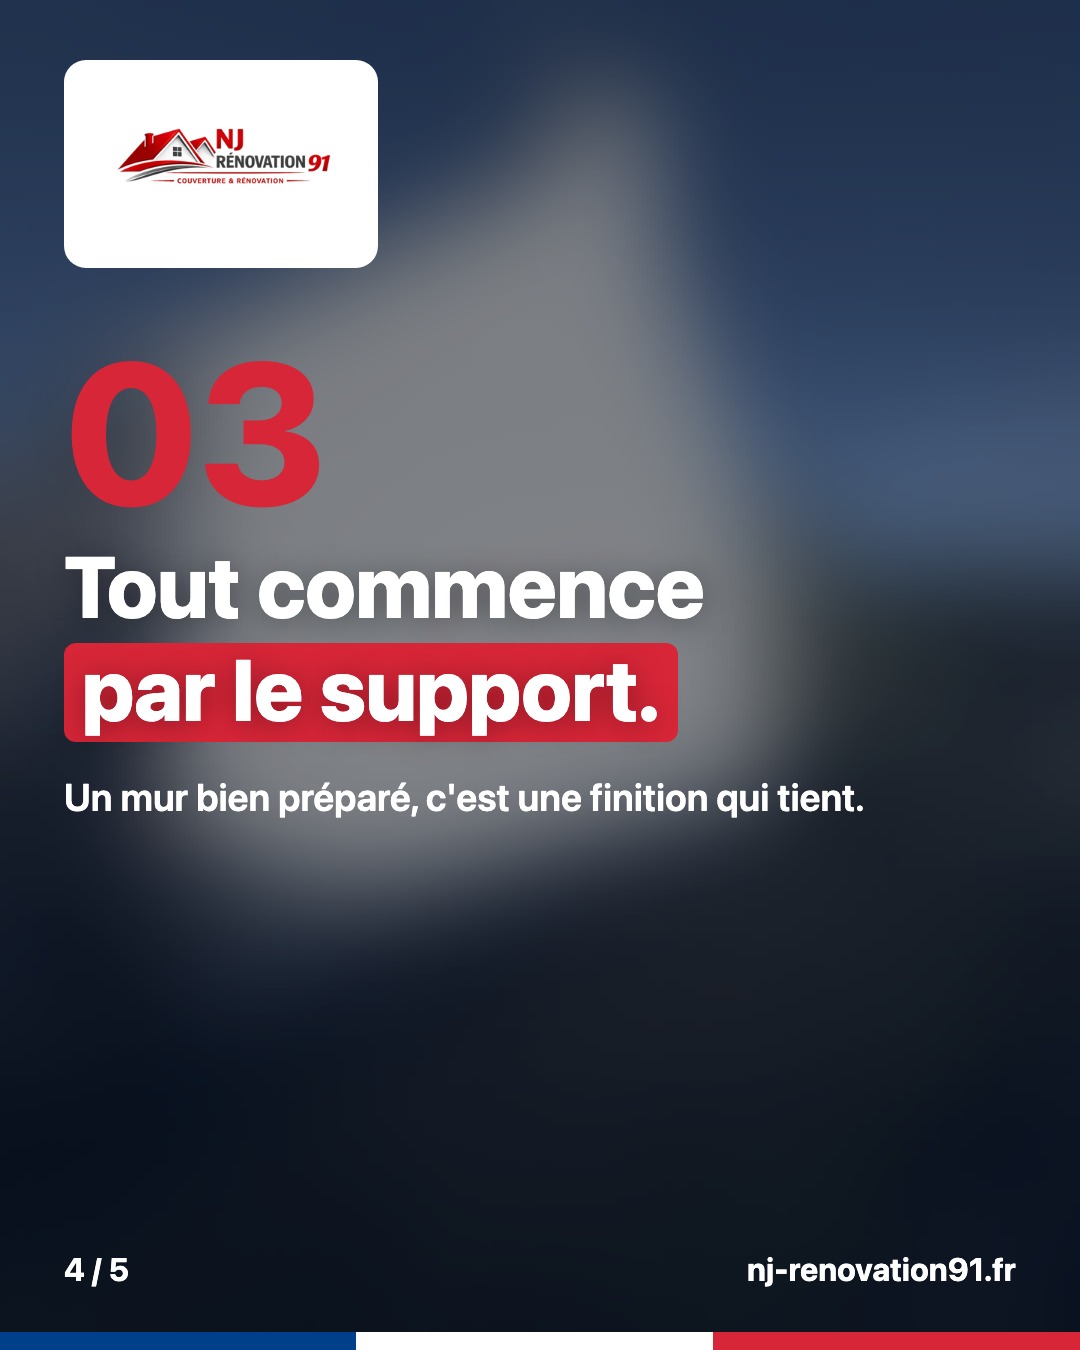 NJ
RÉNOVATION 91
COUVERTURE & RÉNOVATION
03
Tout commence
par le support.
Un mur bien préparé, c'est une finition qui tient.
4 / 5
nj-renovation91.fr